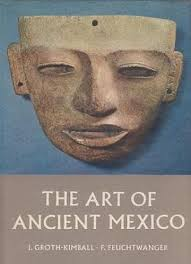 THE ART OF
ANCIENT MEXICO
I. GROTH-KIMBALL · F. FEUCHTWANGER